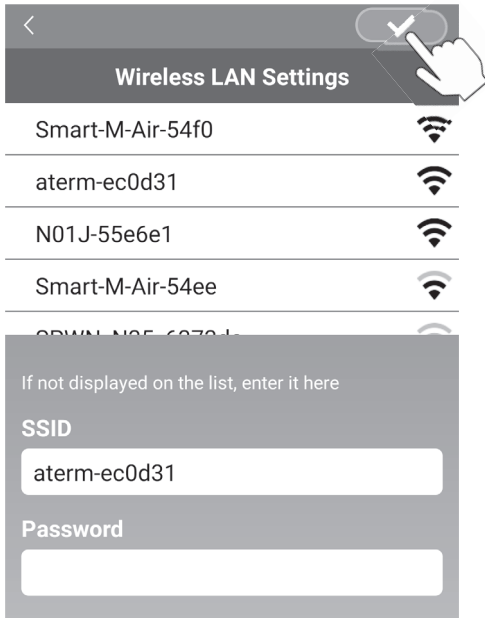 Wireless LAN Settings
Smart-M-Air-54f0
aterm-ec0d31
N01J-55e6e1
Smart-M-Air-54ee
If not displayed on the list, enter it here
SSID
aterm-ec0d31
Password